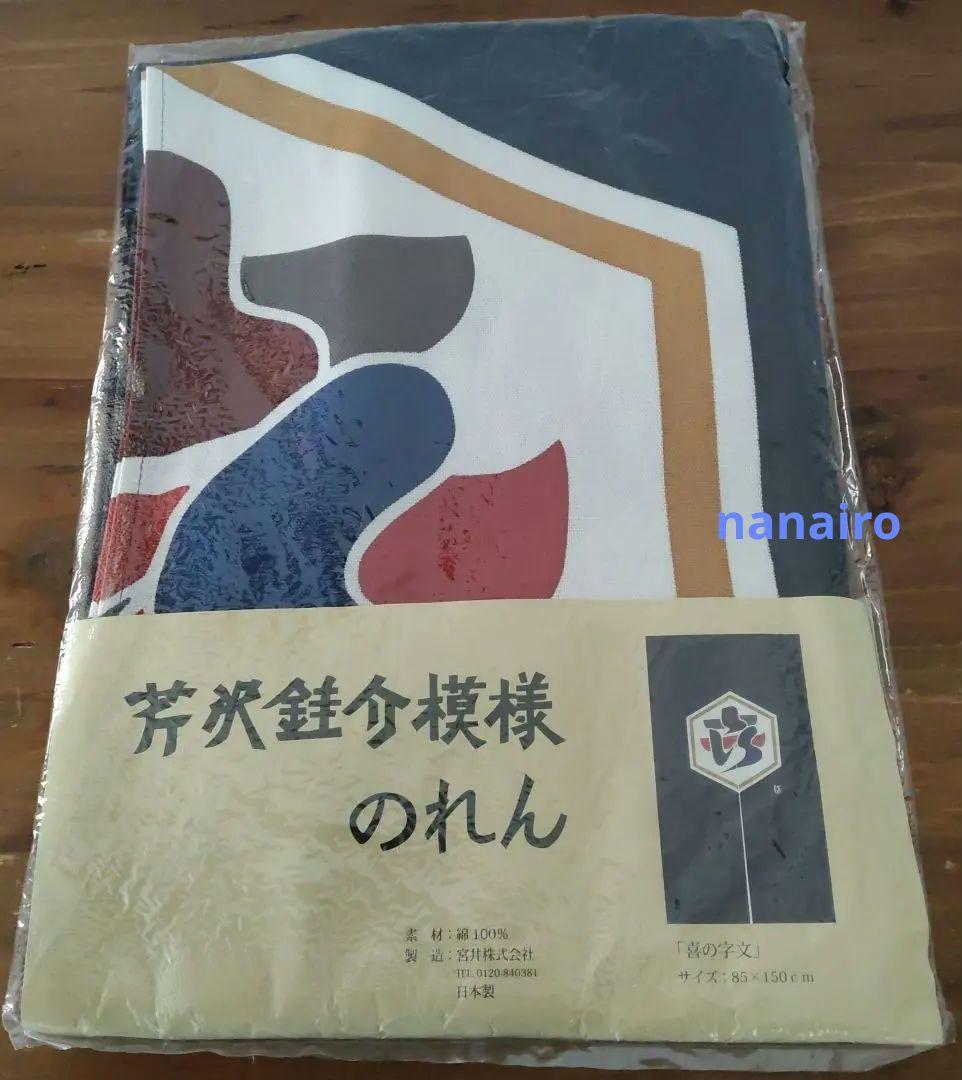 nanairo
芹沢銈介模様
のれん
素 材：綿100%
製 造：宮井株式会社
TEL 0120-840381
日本製
「喜の字文」
サイズ：85×150cm